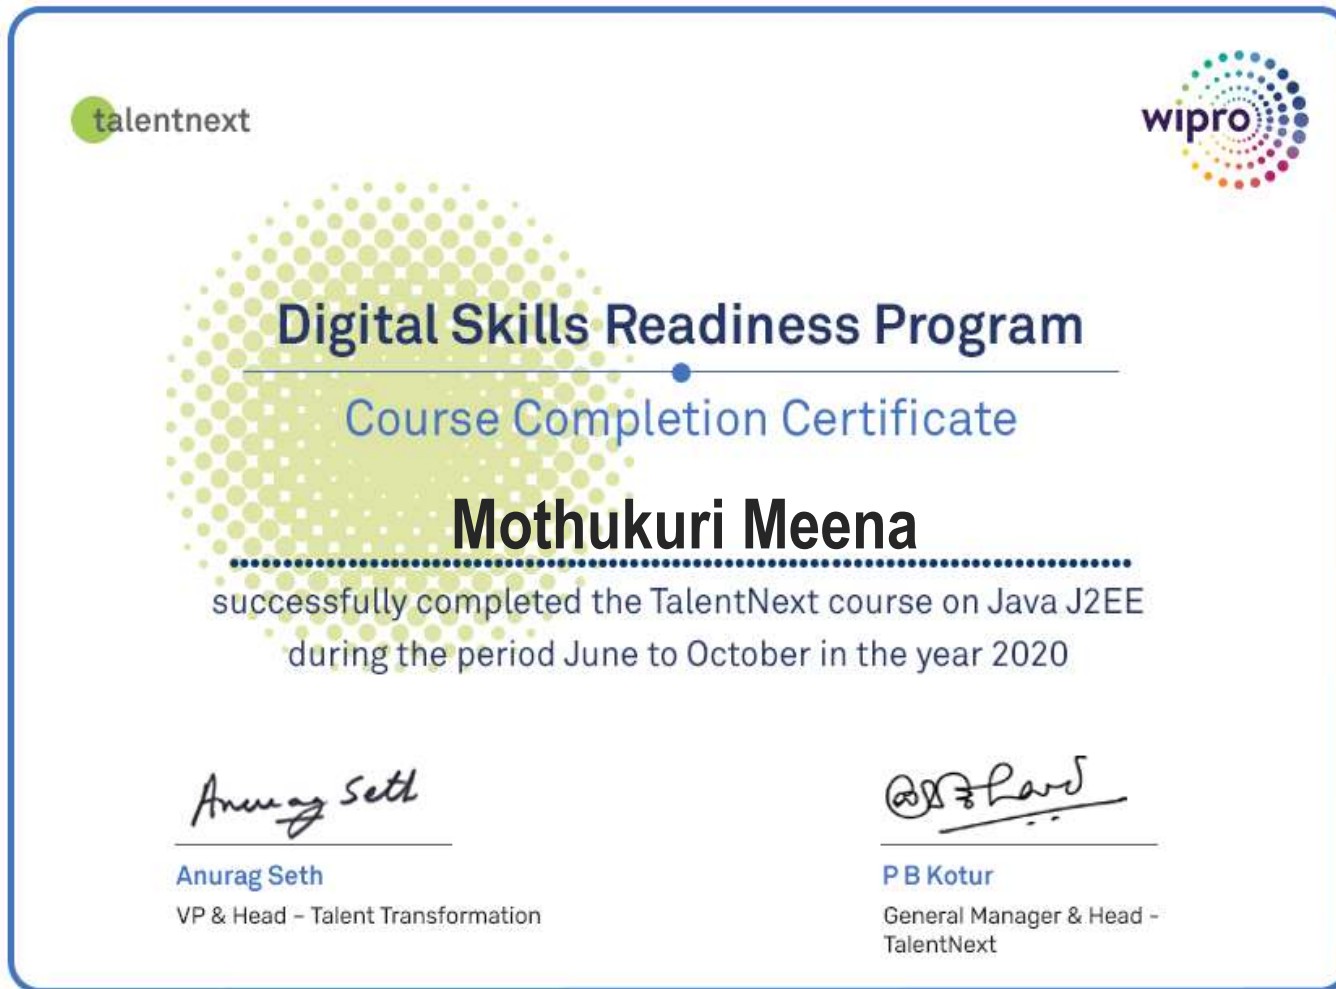 talentnext
wipro
Digital Skills Readiness Program
Course Completion Certificate
Mothukuri Meena
successfully completed the TalentNext course on Java J2EE
during the period June to October in the year 2020
Anurag Seth
Anurag Seth
VP & Head – Talent Transformation
P B Kotur
General Manager & Head -
TalentNext